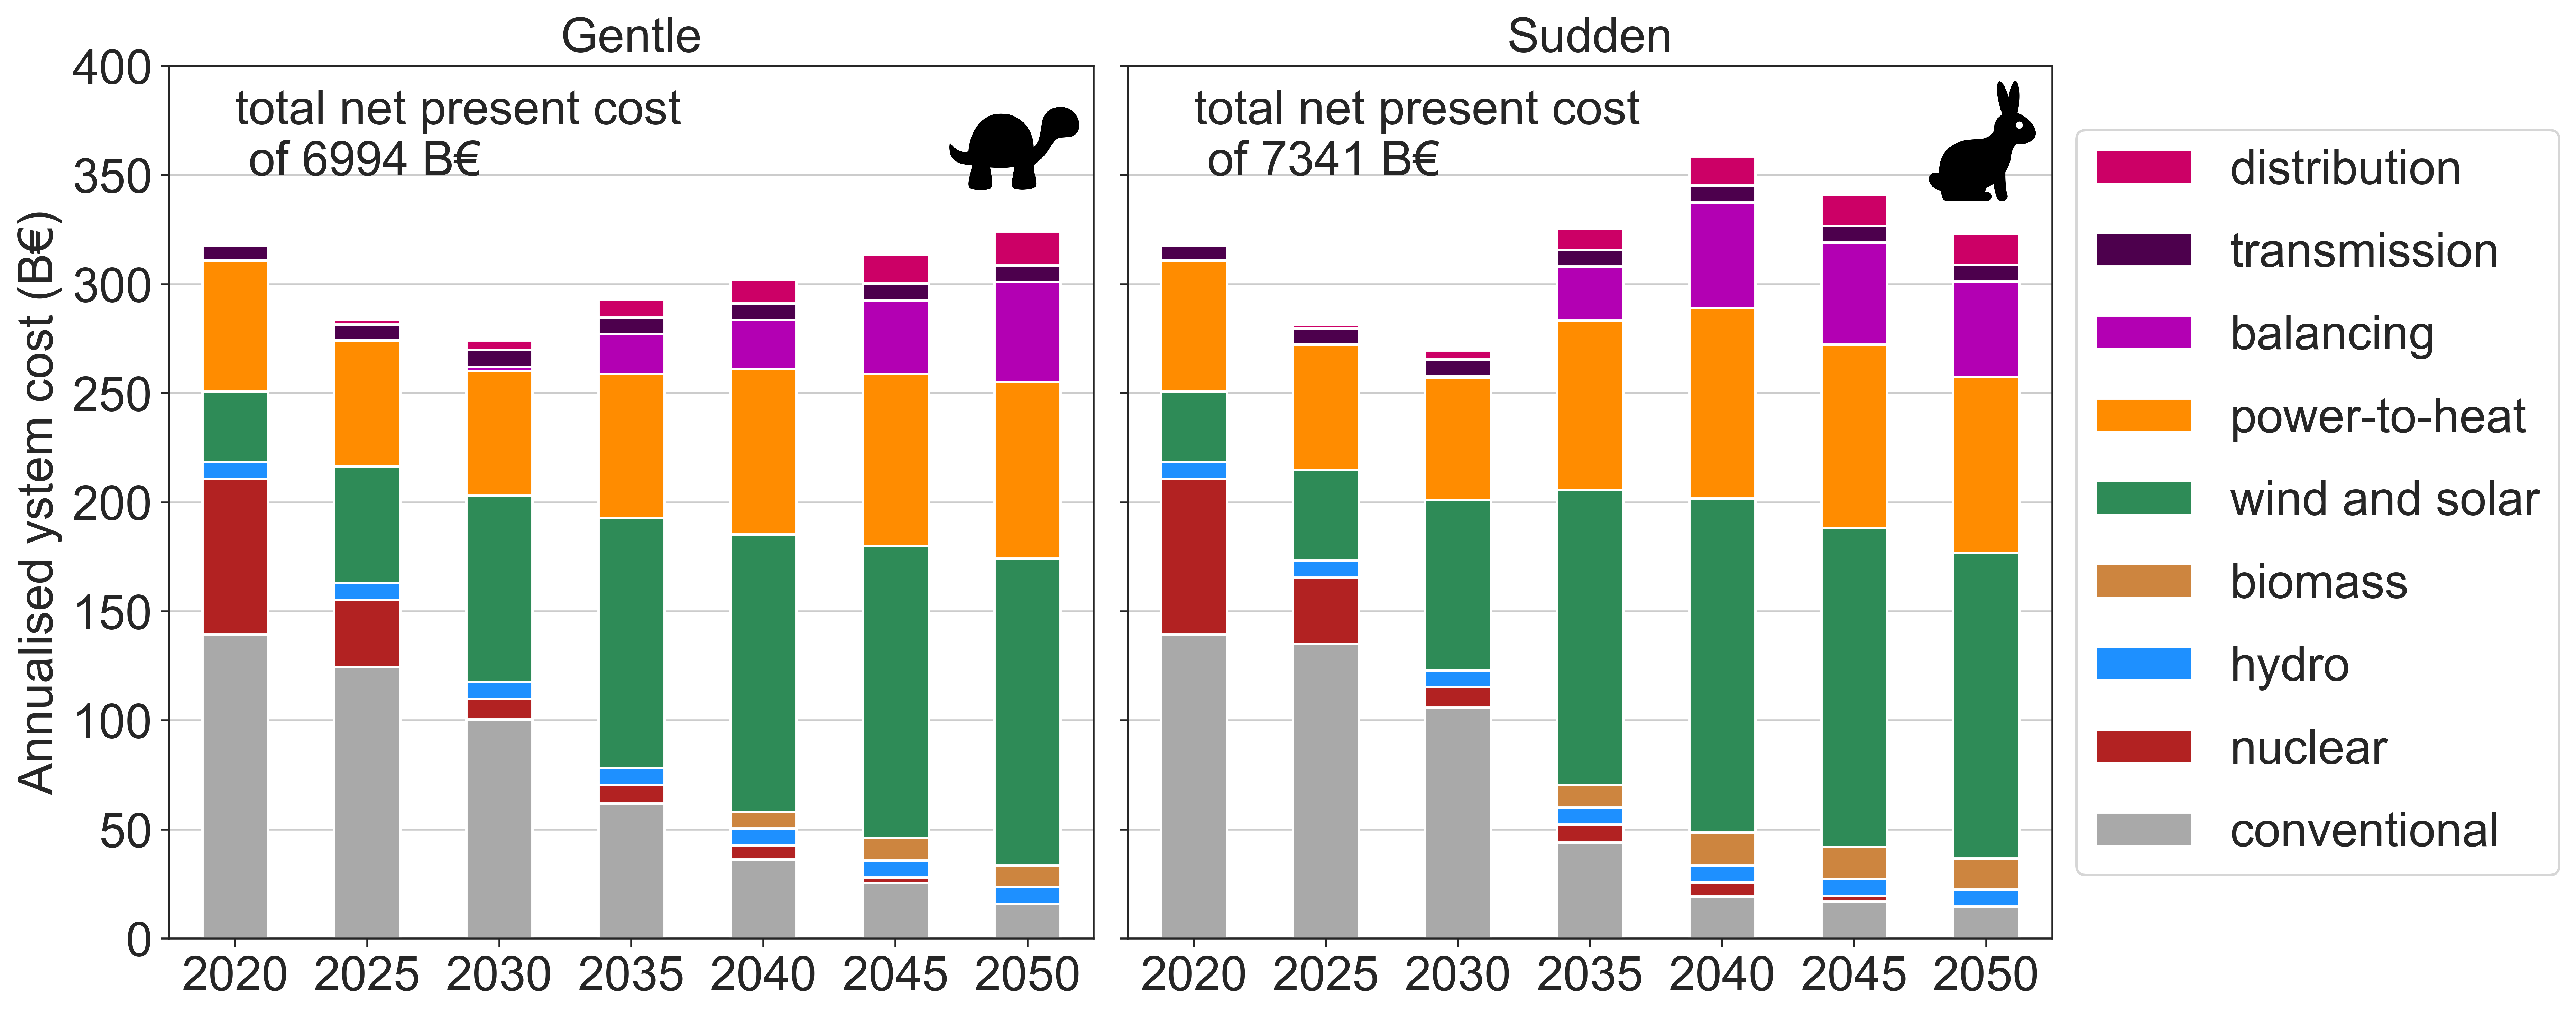 Gentle
Sudden
Annualised ystem cost (B€)
400
350
300
250
200
150
100
50
0
total net present cost
of 6994 B€
2020 2025 2030 2035 2040 2045 2050
total net present cost
of 7341 B€
2020 2025 2030 2035 2040 2045 2050
distribution
transmission
balancing
power-to-heat
wind and solar
biomass
hydro
nuclear
conventional